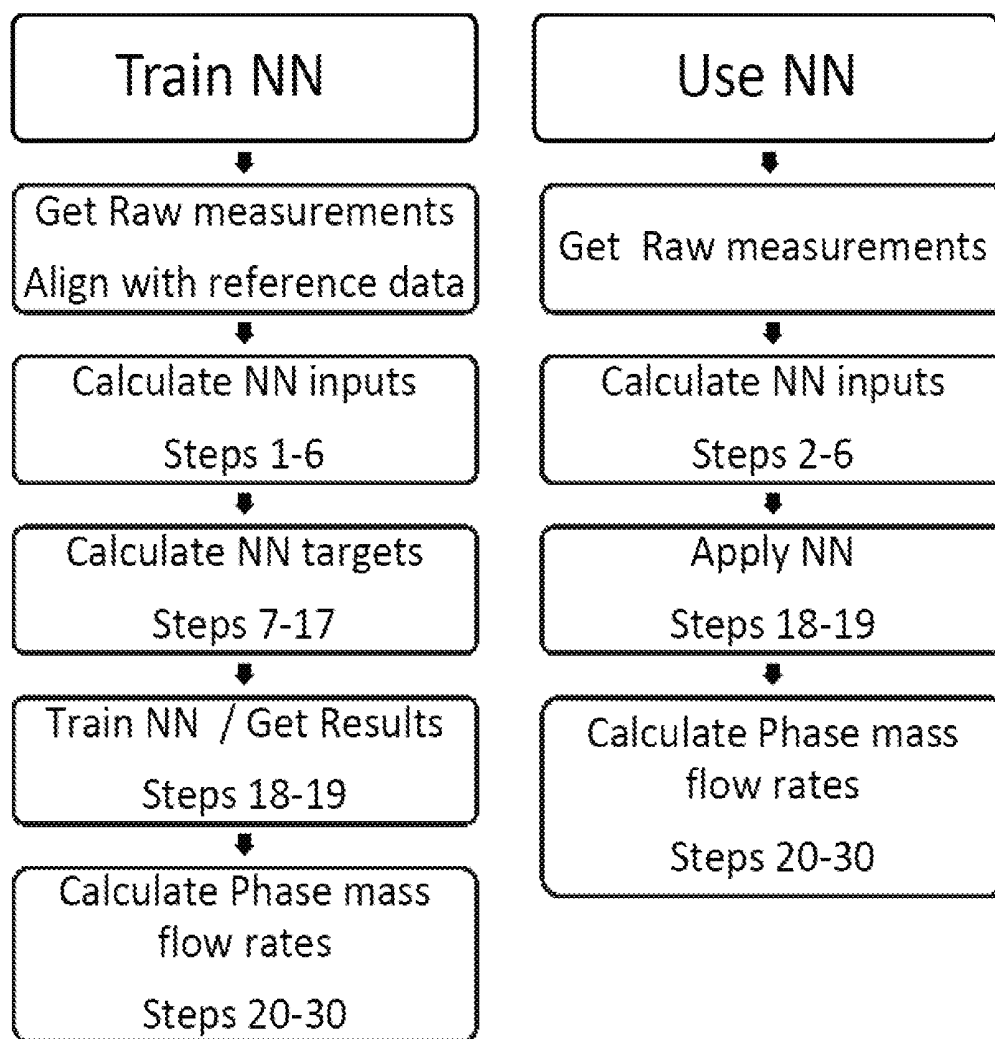 Train NN
Get Raw measurements
Align with reference data
Calculate NN inputs
Steps 1-6
Calculate NN targets
Steps 7-17
Train NN / Get Results
Steps 18-19
Calculate Phase mass
flow rates
Steps 20-30
Use NN
Get Raw measurements
Calculate NN inputs
Steps 2-6
Apply NN
Steps 18-19
Calculate Phase mass
flow rates
Steps 20-30